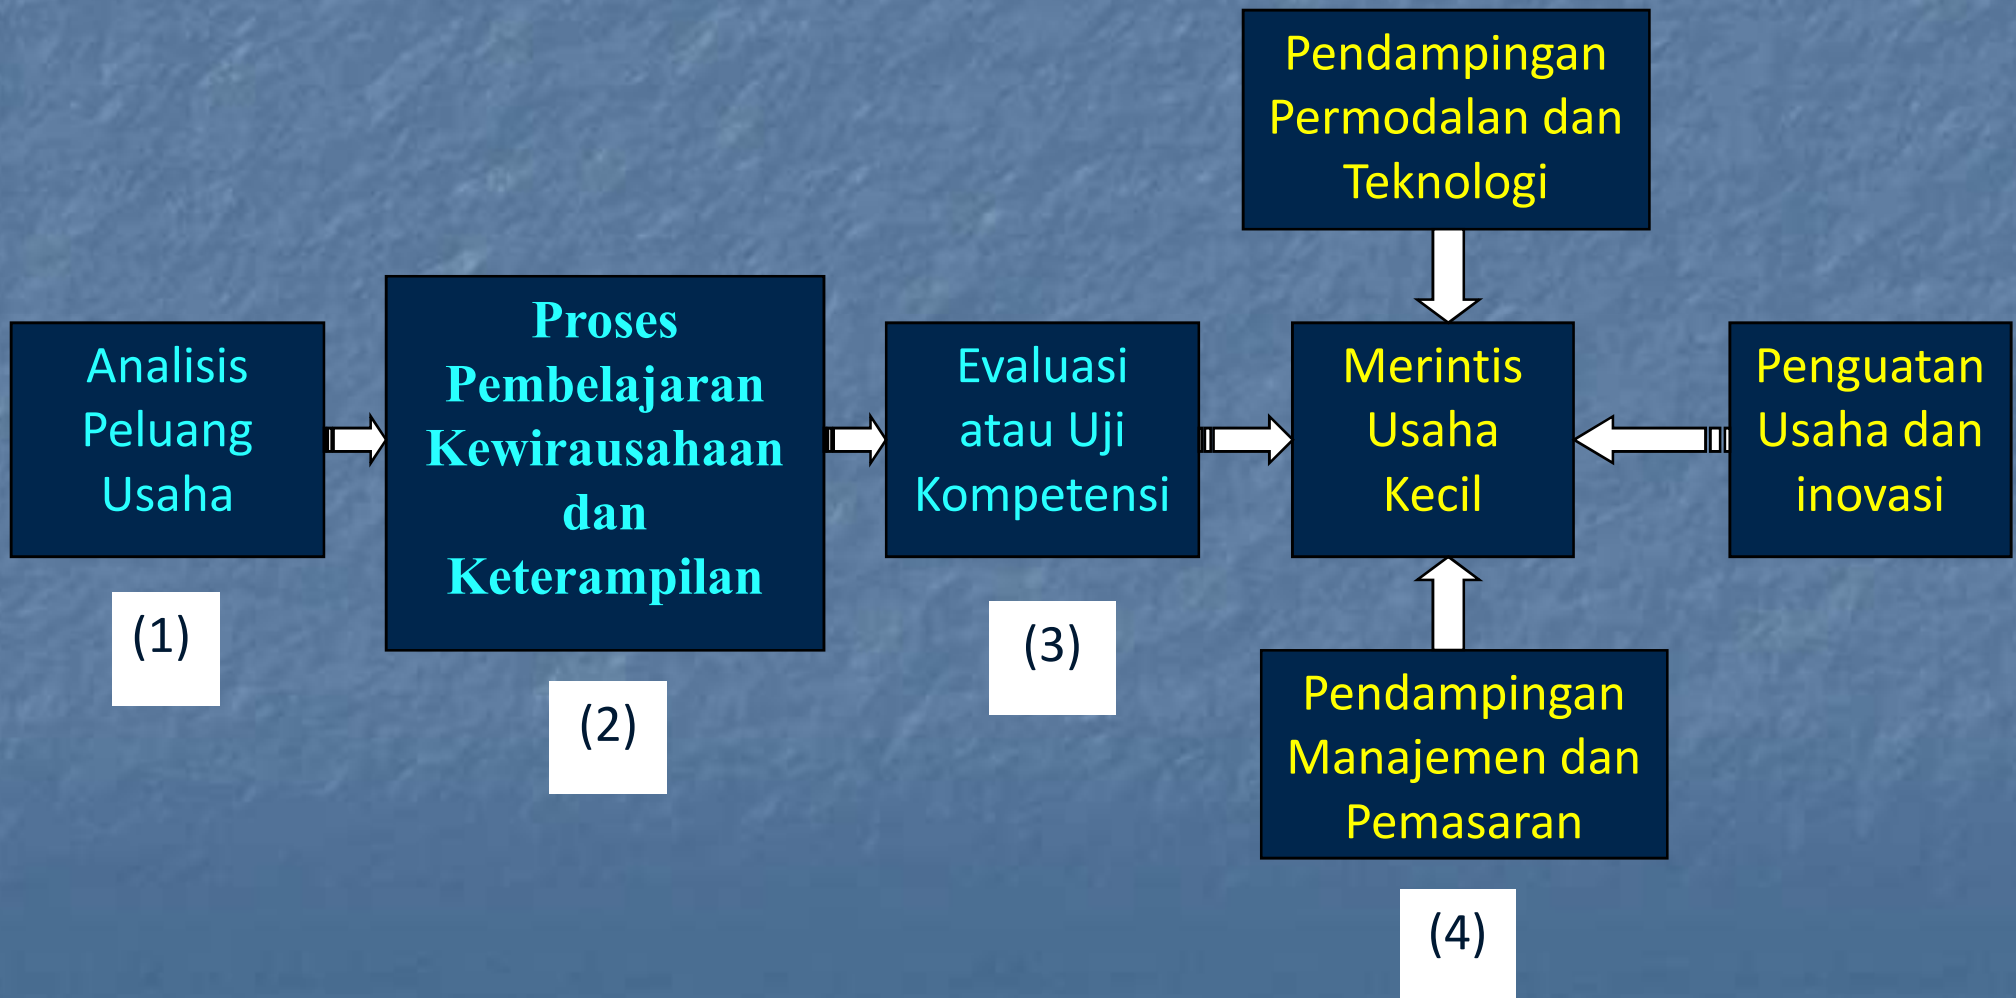 Pendampingan
Permodalan dan
Teknologi
Analisis
Peluang
Usaha
(1)
Proses
Pembelajaran
Kewirausahaan
dan
Keterampilan
(2)
Evaluasi
atau Uji
Kompetensi
(3)
Merintis
Usaha
Kecil
Penguatan
Usaha dan
inovasi
Pendampingan
Manajemen dan
Pemasaran
(4)